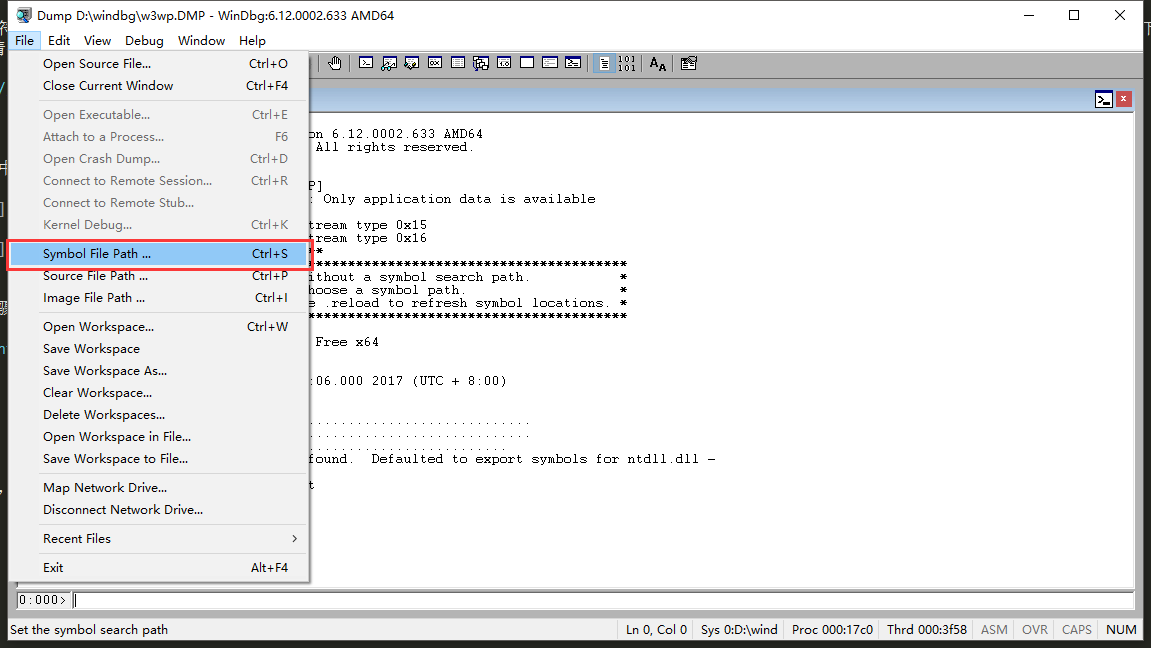 Dump D:\windbg\w3wp.DMP - WinDbg:6.12.0002.633 AMD64
File Edit View Debug Window Help
Open Source File... Ctrl+O
Close Current Window Ctrl+F4
Open Executable... Ctrl+E
Attach to a Process... F6
Open Crash Dump... Ctrl+D
Connect to Remote Session... Ctrl+R
Connect to Remote Stub...
Kernel Debug... Ctrl+K
Symbol File Path ... Ctrl+S
Source File Path ... Ctrl+P
Image File Path ... Ctrl+I
Open Workspace... Ctrl+W
Save Workspace
Save Workspace As...
Clear Workspace...
Delete Workspaces...
Open Workspace in File...
Save Workspace to File...
Map Network Drive...
Disconnect Network Drive...
Recent Files
Exit Alt+F4
on 6.12.0002.633 AMD64
All rights reserved.
P]
: Only application data is available
tream type 0x15
tream type 0x16
**
****************************************
ithout a symbol search path. *
hoose a symbol path. *
e .reload to refresh symbol locations. *
****************************************
Free x64
:06.000 2017 (UTC + 8:00)
............................
............................
.........................
found. Defaulted to export symbols for ntdll.dll -
t
0:000>
Set the symbol search path
Ln 0, Col 0 Sys 0:D:\wind Proc 000:17c0 Thrd 000:3f58 ASM OVR CAPS NUM